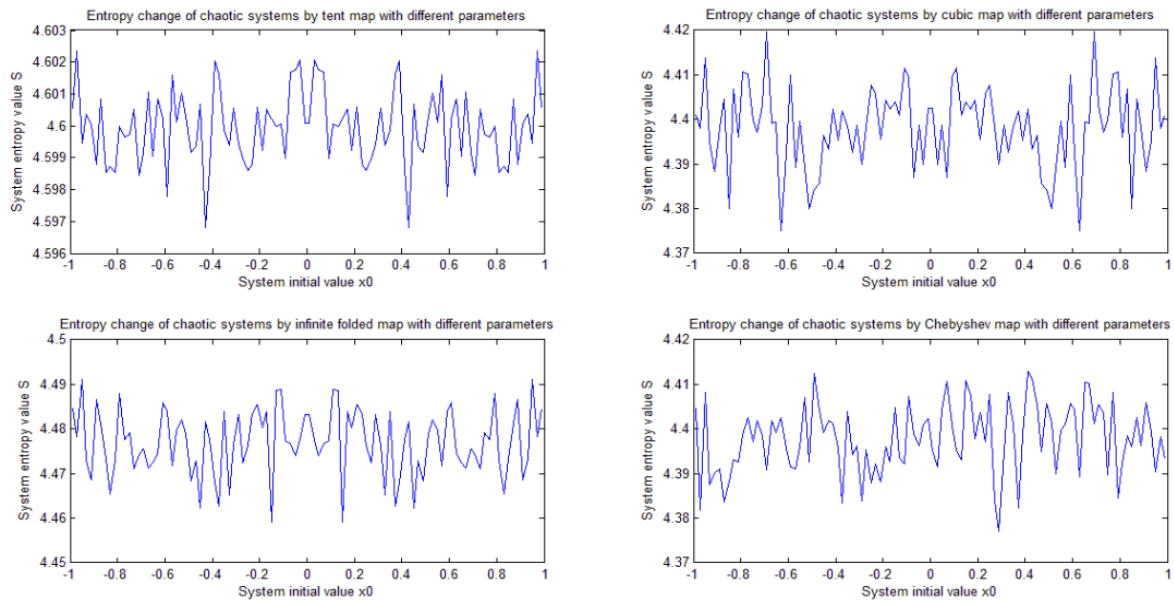 Entropy change of chaotic systems by tent map with different parameters
4.603
4.602
4.601
4.6
4.599
4.598
4.597
4.596
System entropy value S
-1 -0.8 -0.6 -0.4 -0.2 0 0.2 0.4 0.6 0.8 1
System initial value x0
Entropy change of chaotic systems by cubic map with different parameters
4.42
4.41
4.4
4.39
4.38
4.37
System entropy value S
-1 -0.8 -0.6 -0.4 -0.2 0 0.2 0.4 0.6 0.8 1
System initial value x0
Entropy change of chaotic systems by infinite folded map with different parameters
4.5
4.49
4.48
4.47
4.46
4.45
System entropy value S
-1 -0.8 -0.6 -0.4 -0.2 0 0.2 0.4 0.6 0.8 1
System initial value x0
Entropy change of chaotic systems by Chebyshev map with different parameters
4.42
4.41
4.4
4.39
4.38
4.37
System entropy value S
-1 -0.8 -0.6 -0.4 -0.2 0 0.2 0.4 0.6 0.8 1
System initial value x0